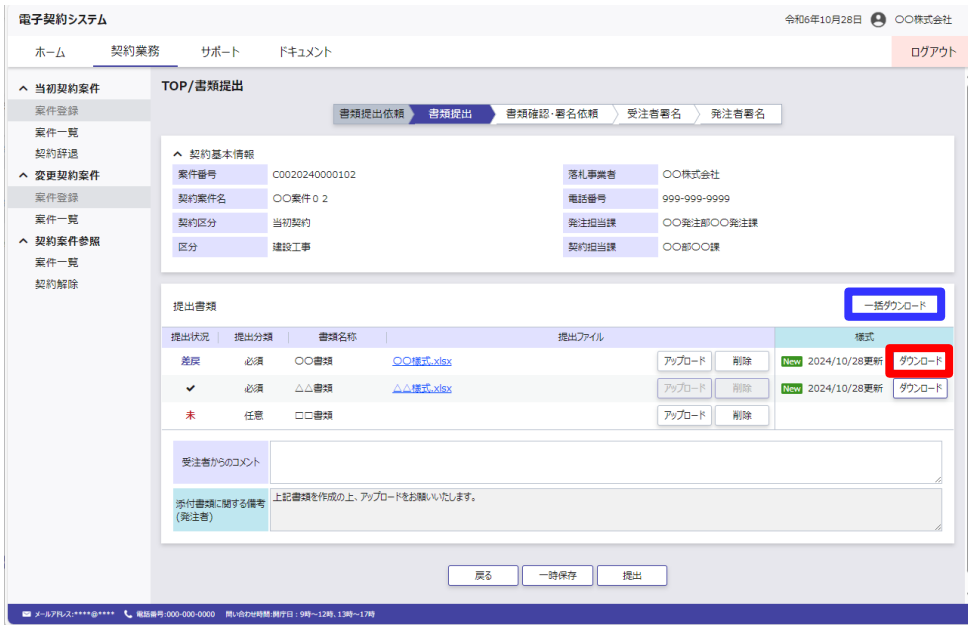 電子契約システム
令和6年10月28日 〇〇株式会社
ホーム 契約業務 サポート ドキュメント ログアウト
当初契約案件
案件登録
案件一覧
契約辞退
変更契約案件
案件登録
案件一覧
契約案件参照
案件一覧
契約解除
TOP/書類提出
書類提出依頼 書類提出 書類確認・署名依頼 受注者署名 発注者署名
契約基本情報
案件番号 C0020240000102 落札事業者 〇〇株式会社
契約案件名 〇〇案件02 電話番号 999-999-9999
契約区分 当初契約 発注担当課 〇〇発注部〇〇発注課
区分 建設工事 契約担当課 〇〇部〇〇課
提出書類 一括ダウンロード
提出状況 提出分類 書類名称 提出ファイル 様式
差戻 必須 〇〇書類 〇〇様式.xlsx アップロード 削除 New 2024/10/28更新 ダウンロード
✔ 必須 △△書類 △△様式.xlsx アップロード 削除 New 2024/10/28更新 ダウンロード
未 任意 □□書類 アップロード 削除
受注者からのコメント
添付書類に関する備考
(発注者)
上記書類を作成の上、アップロードをお願いいたします。
戻る 一時保存 提出
メールアドレス:****@**** 電話番号:000-000-0000 問い合わせ時間:開庁日:9時～12時、13時～17時